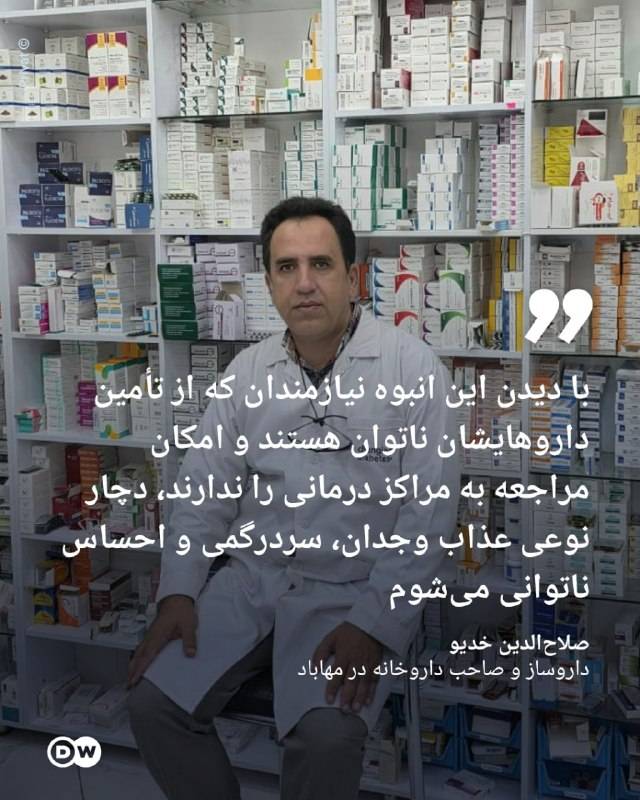 با دیدن این انبوه نیازمندان که از تأمین
داروهایشان ناتوان هستند و امکان
مراجعه به مراکز درمانی را ندارند، دچار
نوعی عذاب وجدان، سردرگمی و احساس
ناتوانی می‌شوم
صلاح‌الدین خدیو
داروساز و صاحب داروخانه در مهاباد
DW